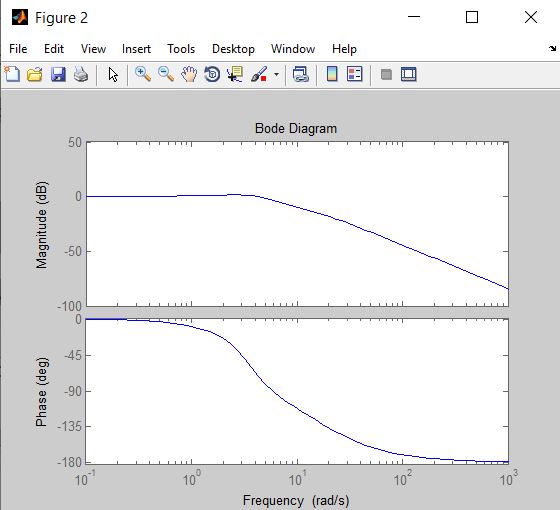 Figure 2
File Edit View Insert Tools Desktop Window Help
Bode Diagram
50
0
-50
-100
Magnitude (dB)
0
-45
-90
-135
-180
Phase (deg)
10^-1 10^0 10^1 10^2 10^3
Frequency (rad/s)